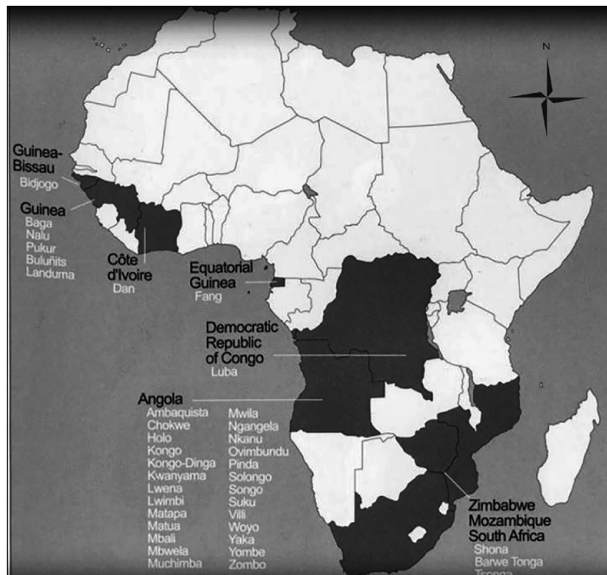 N
Guinea-
Bissau
Bidjogo
Guinea
Baga
Nalu
Pukur
Buluñits
Landuma
Côte
d'Ivoire
Dan
Equatorial
Guinea
Fang
Democratic
Republic
of Congo
Luba
Angola
Ambaquista
Chokwe
Holo
Kongo
Kongo-Dinga
Kwanyama
Lwena
Lwimbi
Matapa
Matua
Mbali
Mbwela
Muchimba
Mwila
Ngangela
Nkanu
Ovimbundu
Pinda
Solongo
Songo
Suku
Villi
Woyo
Yaka
Yombe
Zombo
Zimbabwe
Mozambique
South Africa
Shona
Barwe Tonga